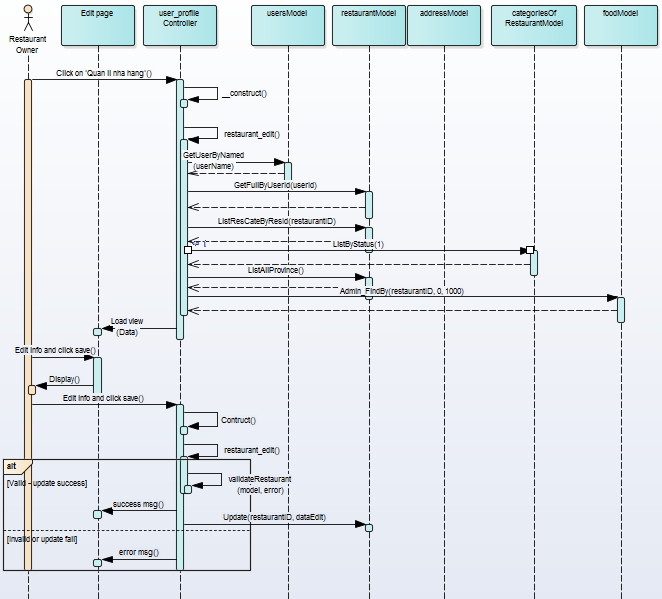 Restaurant
Owner
Edit page
user_profile
Controller
usersModel
restaurantModel
addressModel
categoriesOf
RestaurantModel
foodModel
Click on 'Quan li nha hang'()
__construct()
restaurant_edit()
GetUserByNamed
(userName)
GetFullByUserid(userid)
ListResCateByResId(restaurantID)
ListByStatus(1)
ListAllProvince()
Admin_FindBy(restaurantID, 0, 1000)
Load view
(Data)
Edit info and click save()
Display()
Edit info and click save()
Contruct()
restaurant_edit()
alt
[Valid - update success]
validateRestaurant
(model, error)
success msg()
Update(restaurantID, dataEdit)
[Invalid or update fail]
error msg()